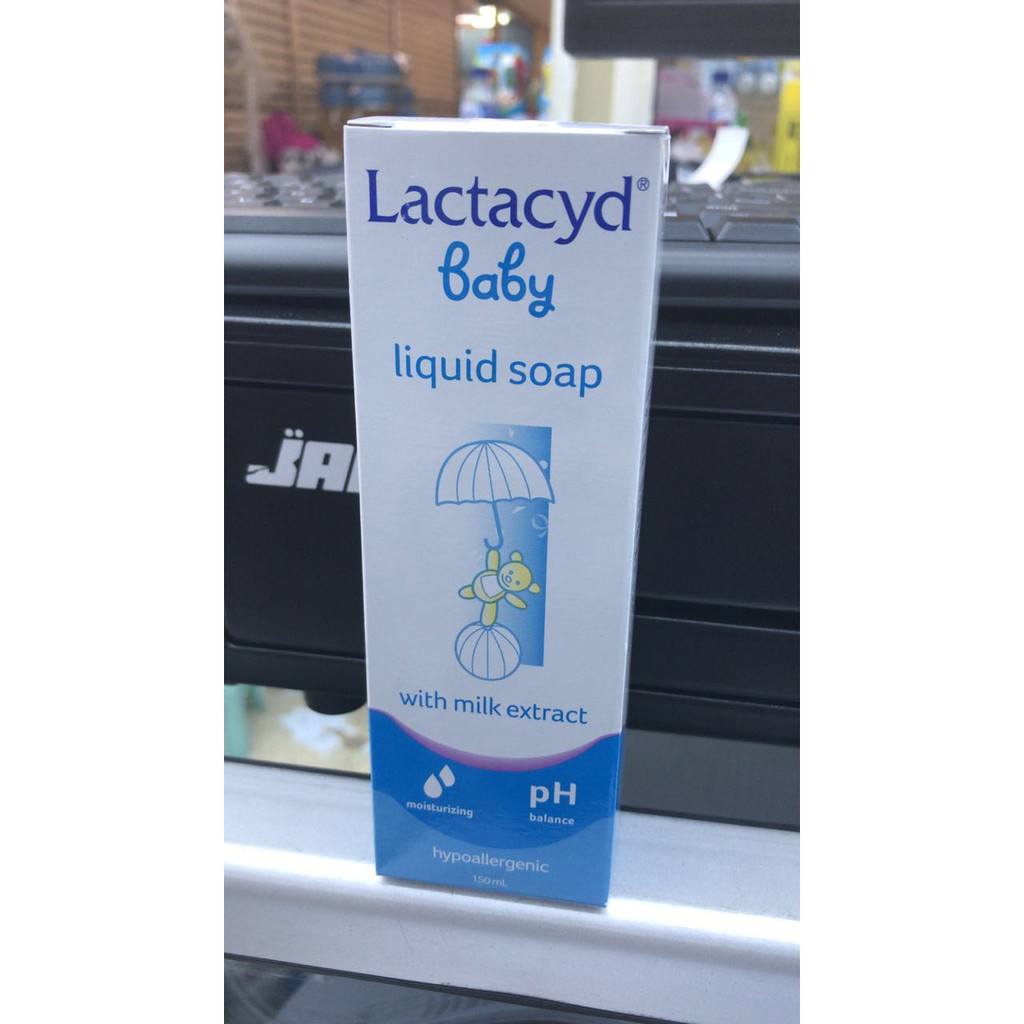 Lactacyd®
baby
liquid soap
with milk extract
moisturizing
pH
balance
hypoallergenic
150 mL